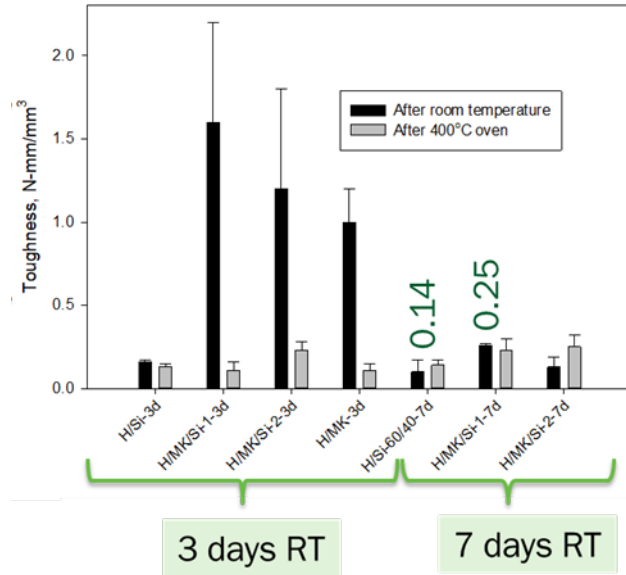 Toughness, N-mm/mm³
2.0
1.5
1.0
0.5
0.0
After room temperature
After 400°C oven
0.14
0.25
H/Si-3d
H/MK/Si-1-3d
H/MK/Si-2-3d
H/MK-3d
H/Si-60/40-7d
H/MK/Si-1-7d
H/MK/Si-2-7d
3 days RT
7 days RT